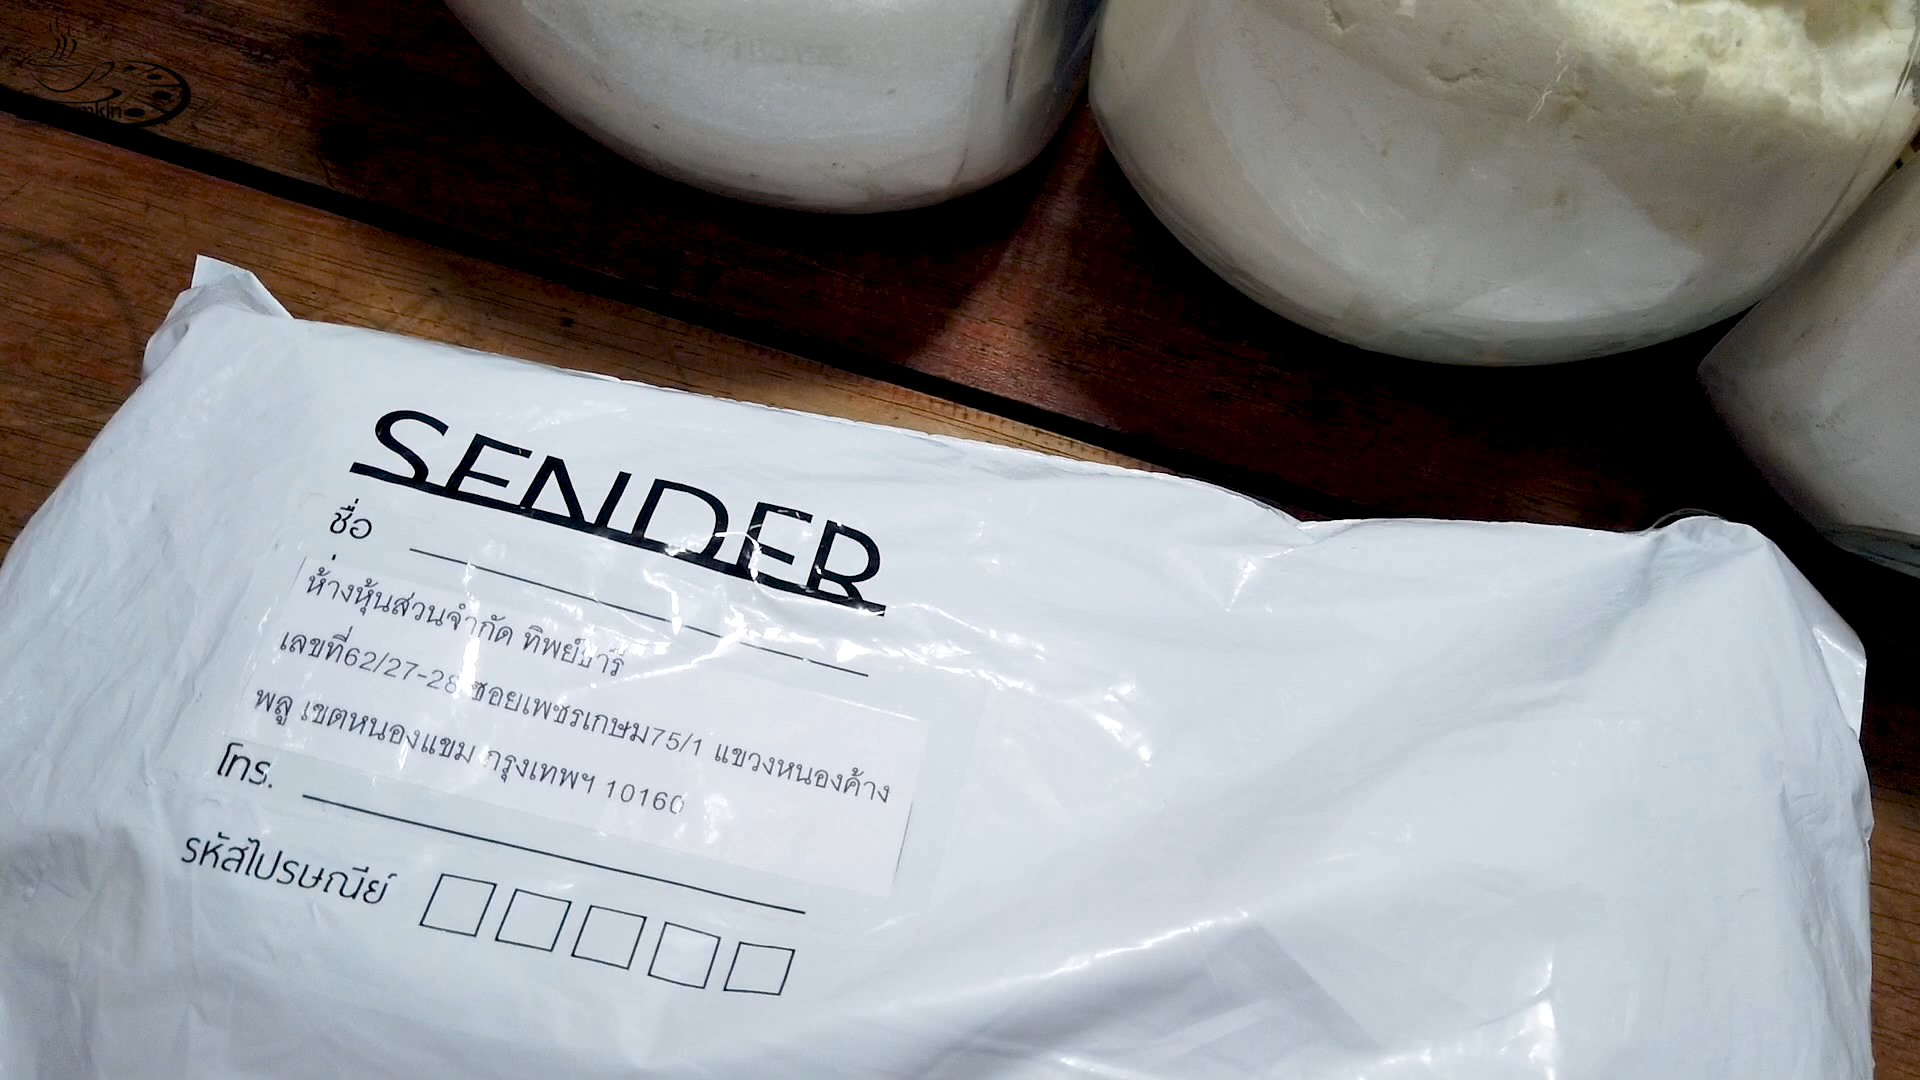 SENDER
ชื่อ
ห้างหุ้นสวนจำกัด ทิพย์ธารี
เลขที่62/27-28 ซอยเพชรเกษม75/1 แขวงหนองค้าง
พลู เขตหนองแขม กรุงเทพฯ 10160
โทร.
รหัสไปรษณีย์